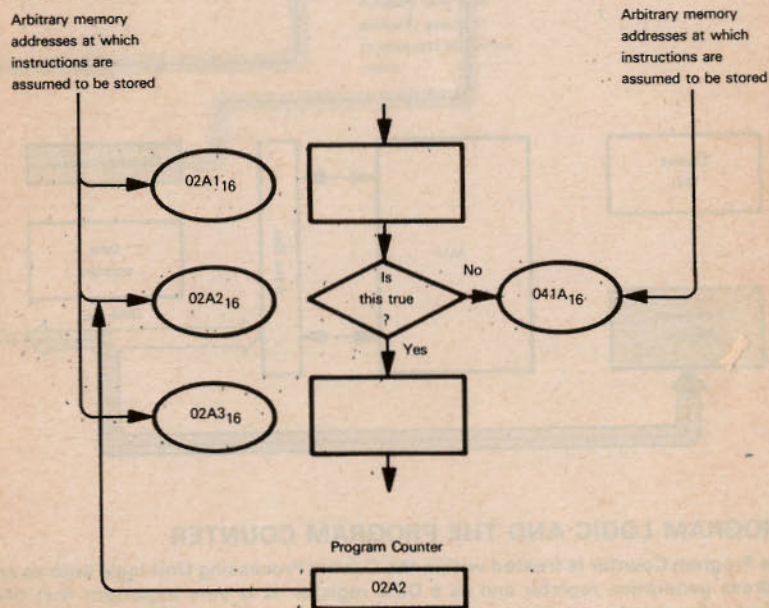 Arbitrary memory
addresses at which
instructions are
assumed to be stored
Arbitrary memory
addresses at which
instructions are
assumed to be stored
02A1₁₆
02A2₁₆
Is
this true
?
No
041A₁₆
Yes
02A3₁₆
PROGRAM LOGIC AND THE PROGRAM COUNTER
Program Counter
02A2